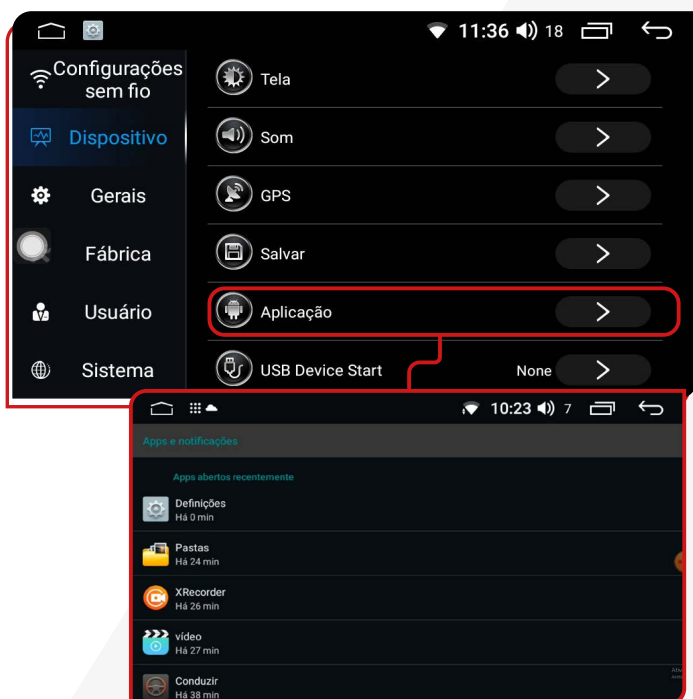 11:36 18
Configurações
sem fio
Dispositivo
Gerais
Fábrica
Usuário
Sistema
Tela
Som
GPS
Salvar
Aplicação
USB Device Start None
10:23 7
Apps e notificações
Apps abertos recentemente
Definições
Há 0 min
Pastas
Há 24 min
XRecorder
Há 26 min
vídeo
Há 27 min
Conduzir
Há 38 min